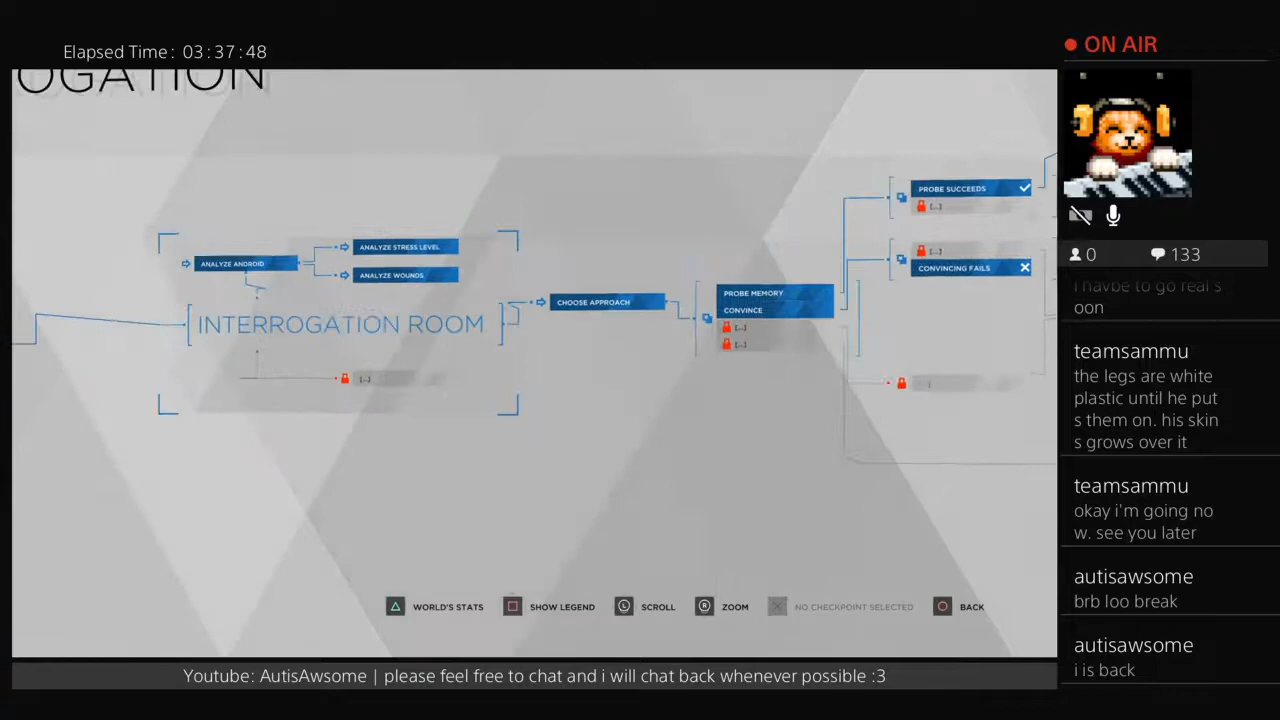 Elapsed Time: 03:37:48
ON AIR
OGATION
PROBE SUCCEEDS
[...]
ANALYZE STRESS LEVEL
ANALYZE ANDROID
ANALYZE WOUNDS
[...]
CONVINCING FAILS
INTERROGATION ROOM
CHOOSE APPROACH
PROBE MEMORY
CONVINCE
[...]
[...]
[...]
0
133
i havbe to go real s
oon
teamsammu
the legs are white
plastic until he put
s them on. his skin
s grows over it
teamsammu
okay i'm going no
w. see you later
autisawsome
brb loo break
autisawsome
i is back
WORLD'S STATS
SHOW LEGEND
L SCROLL
R ZOOM
NO CHECKPOINT SELECTED
BACK
Youtube: AutisAwsome | please feel free to chat and i will chat back whenever possible :3